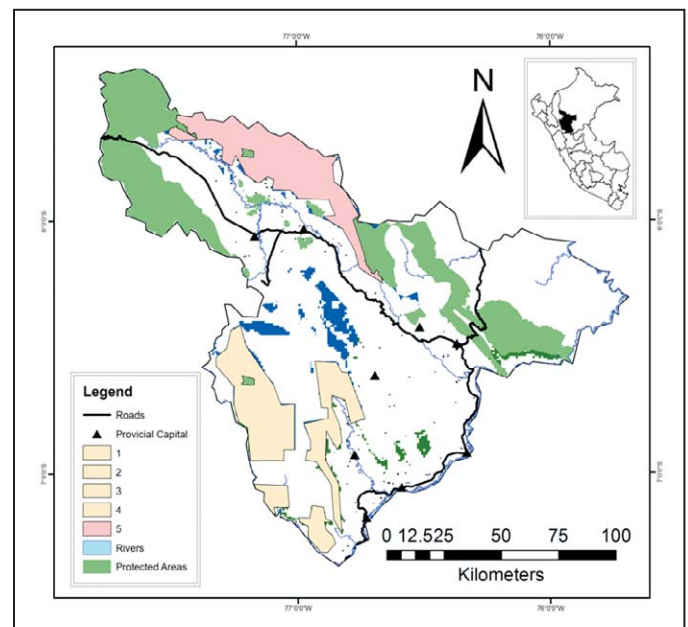 77°0'0"W 76°0'0"W
N
6°0'0"S 6°0'0"S
Legend
Roads
Provicial Capital
1
2
3
4
5
Rivers
Protected Areas
7°0'0"S 7°0'0"S
0 12.525 50 75 100
Kilometers
77°0'0"W 76°0'0"W